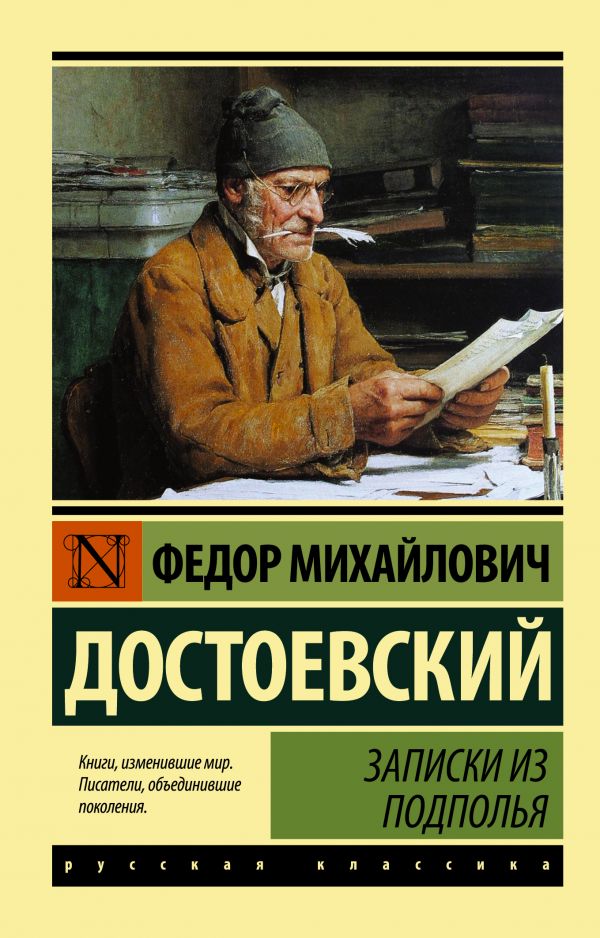 N
ФЕДОР МИХАЙЛОВИЧ
ДОСТОЕВСКИЙ
Книги, изменившие мир.
Писатели, объединившие
поколения.
ЗАПИСКИ ИЗ
ПОДПОЛЬЯ
русская классика